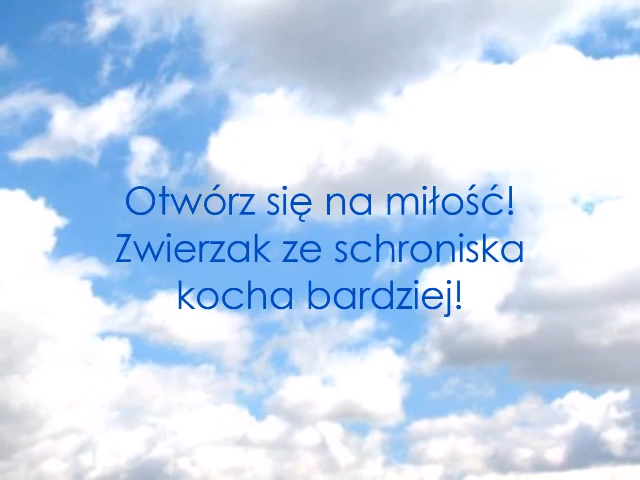 Otwórz się na miłość!
Zwierzak ze schroniska
kocha bardziej!